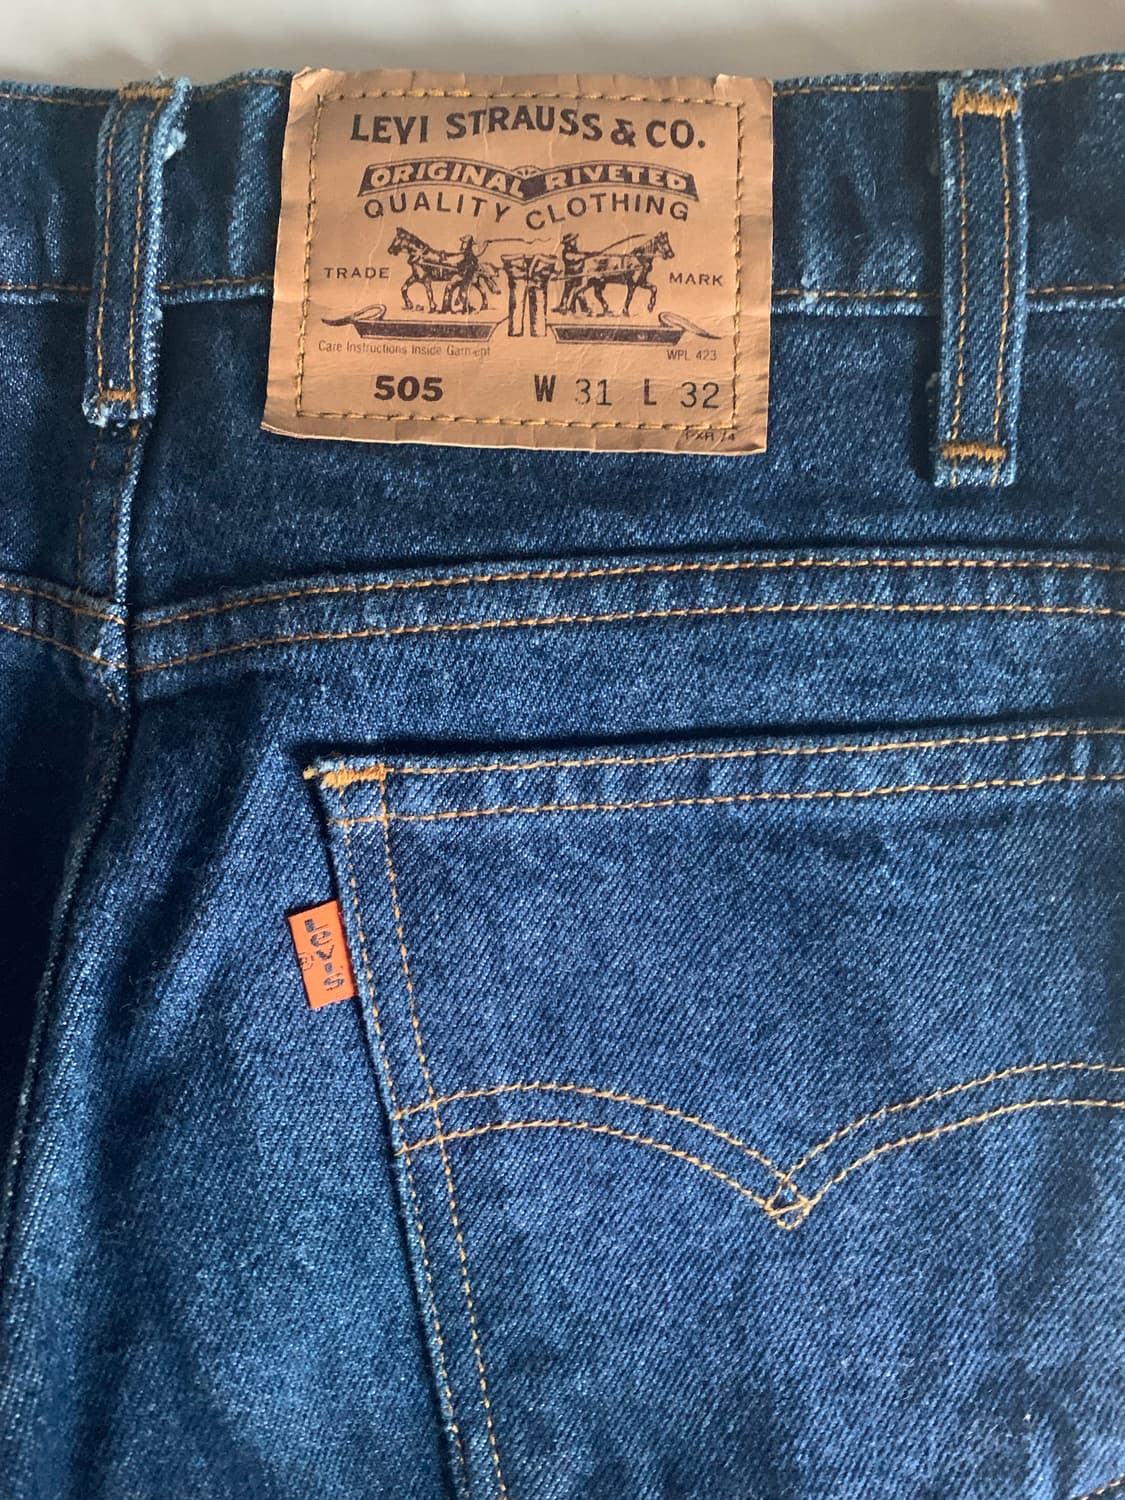 LEVI STRAUSS & CO.
ORIGINAL RIVETED
QUALITY CLOTHING
TRADE MARK
Care Instructions Inside Garment WPL 423
505 W 31 L 32
Levi's
®